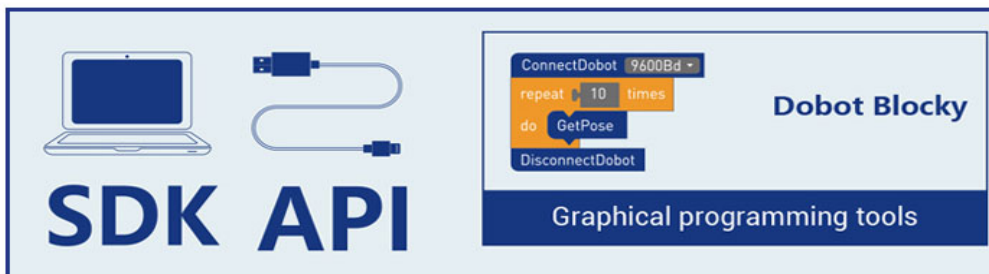 SDK API
ConnectDobot 9600Bd
repeat 10 times
do GetPose
DisconnectDobot
Dobot Blocky
Graphical programming tools